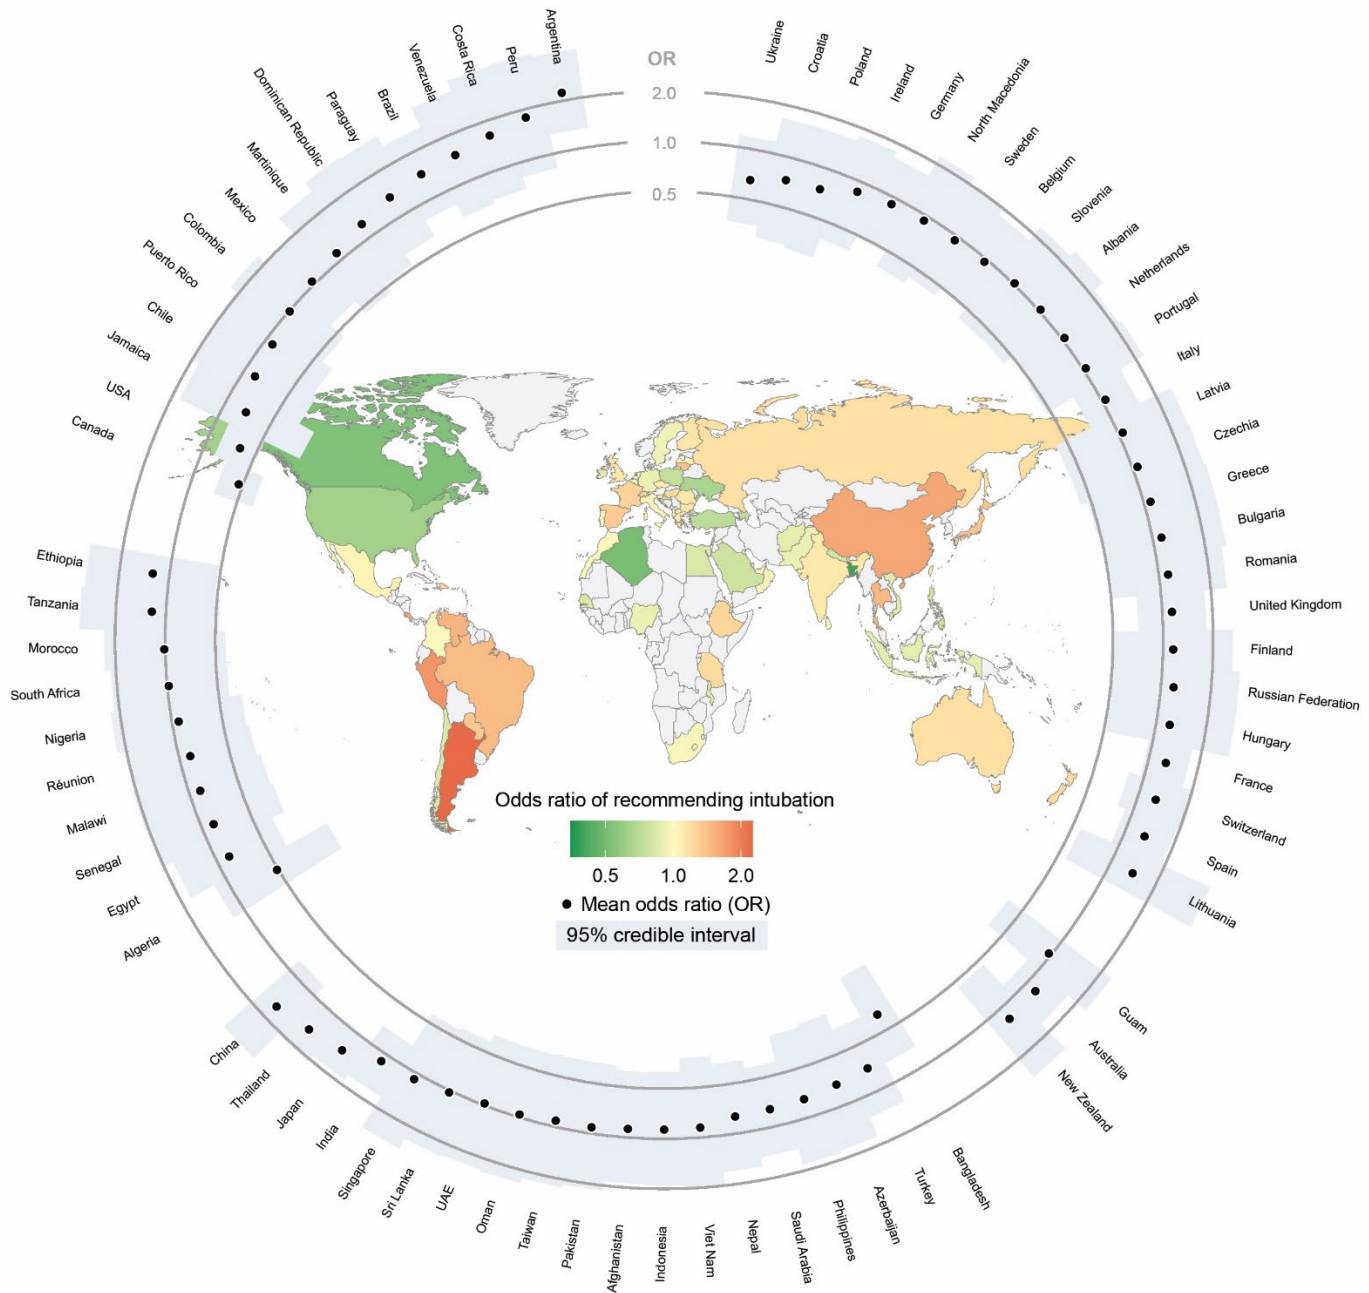 OR
2.0
1.0
0.5
Ukraine
Croatia
Poland
Ireland
Germany
North Macedonia
Sweden
Belgium
Slovenia
Albania
Netherlands
Portugal
Italy
Latvia
Czechia
Greece
Bulgaria
Romania
United Kingdom
Finland
Russian Federation
Hungary
France
Switzerland
Spain
Lithuania
Guam
Australia
New Zealand
Bangladesh
Turkey
Azerbaijan
Philippines
Saudi Arabia
Nepal
Viet Nam
Indonesia
Afghanistan
Pakistan
Taiwan
Oman
UAE
Sri Lanka
Singapore
India
Japan
Thailand
China
Algeria
Egypt
Senegal
Malawi
Réunion
Nigeria
South Africa
Morocco
Tanzania
Ethiopia
Canada
USA
Jamaica
Chile
Puerto Rico
Colombia
Mexico
Martinique
Dominican Republic
Paraguay
Brazil
Venezuela
Costa Rica
Peru
Argentina
Odds ratio of recommending intubation
0.5 1.0 2.0
Mean odds ratio (OR)
95% credible interval